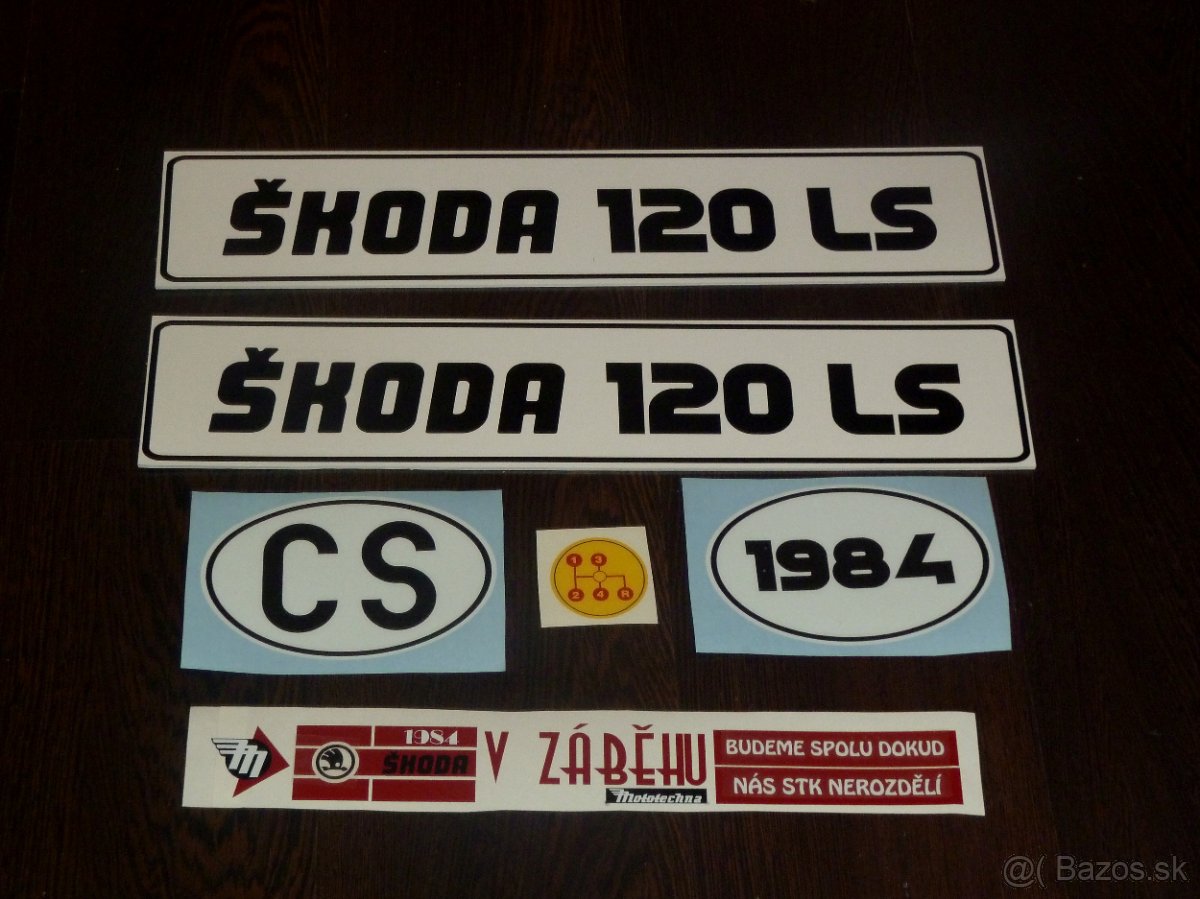 ŠKODA 120 LS
ŠKODA 120 LS
CS
1 3
2 4 R
1984
M
1984
ŠKODA
V ZÁBĚHU
Mototechna
BUDEME SPOLU DOKUD
NÁS STK NEROZDĚLÍ
@( Bazos.sk